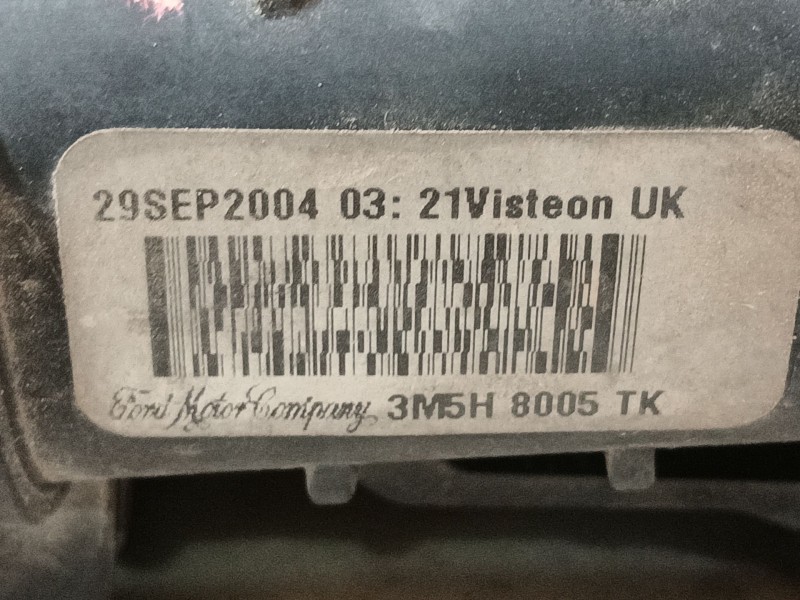 29SEP2004 03: 21Visteon UK
Ford Motor Company 3M5H 8005 TK